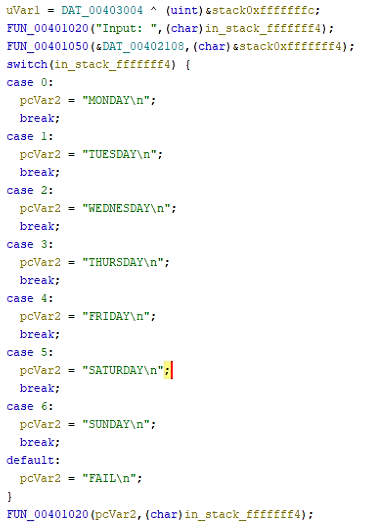 uVar1 = DAT_00403004 ^ (uint)&stack0xfffffffc;
FUN_00401020("Input: ",(char)in_stack_fffffff4);
FUN_00401050(&DAT_00402108,(char)&stack0xfffffff4);
switch(in_stack_fffffff4) {
case 0:
pcVar2 = "MONDAY\n";
break;
case 1:
pcVar2 = "TUESDAY\n";
break;
case 2:
pcVar2 = "WEDNESDAY\n";
break;
case 3:
pcVar2 = "THURSDAY\n";
break;
case 4:
pcVar2 = "FRIDAY\n";
break;
case 5:
pcVar2 = "SATURDAY\n";
break;
case 6:
pcVar2 = "SUNDAY\n";
break;
default:
pcVar2 = "FAIL\n";
}
FUN_00401020(pcVar2,(char)in_stack_fffffff4);